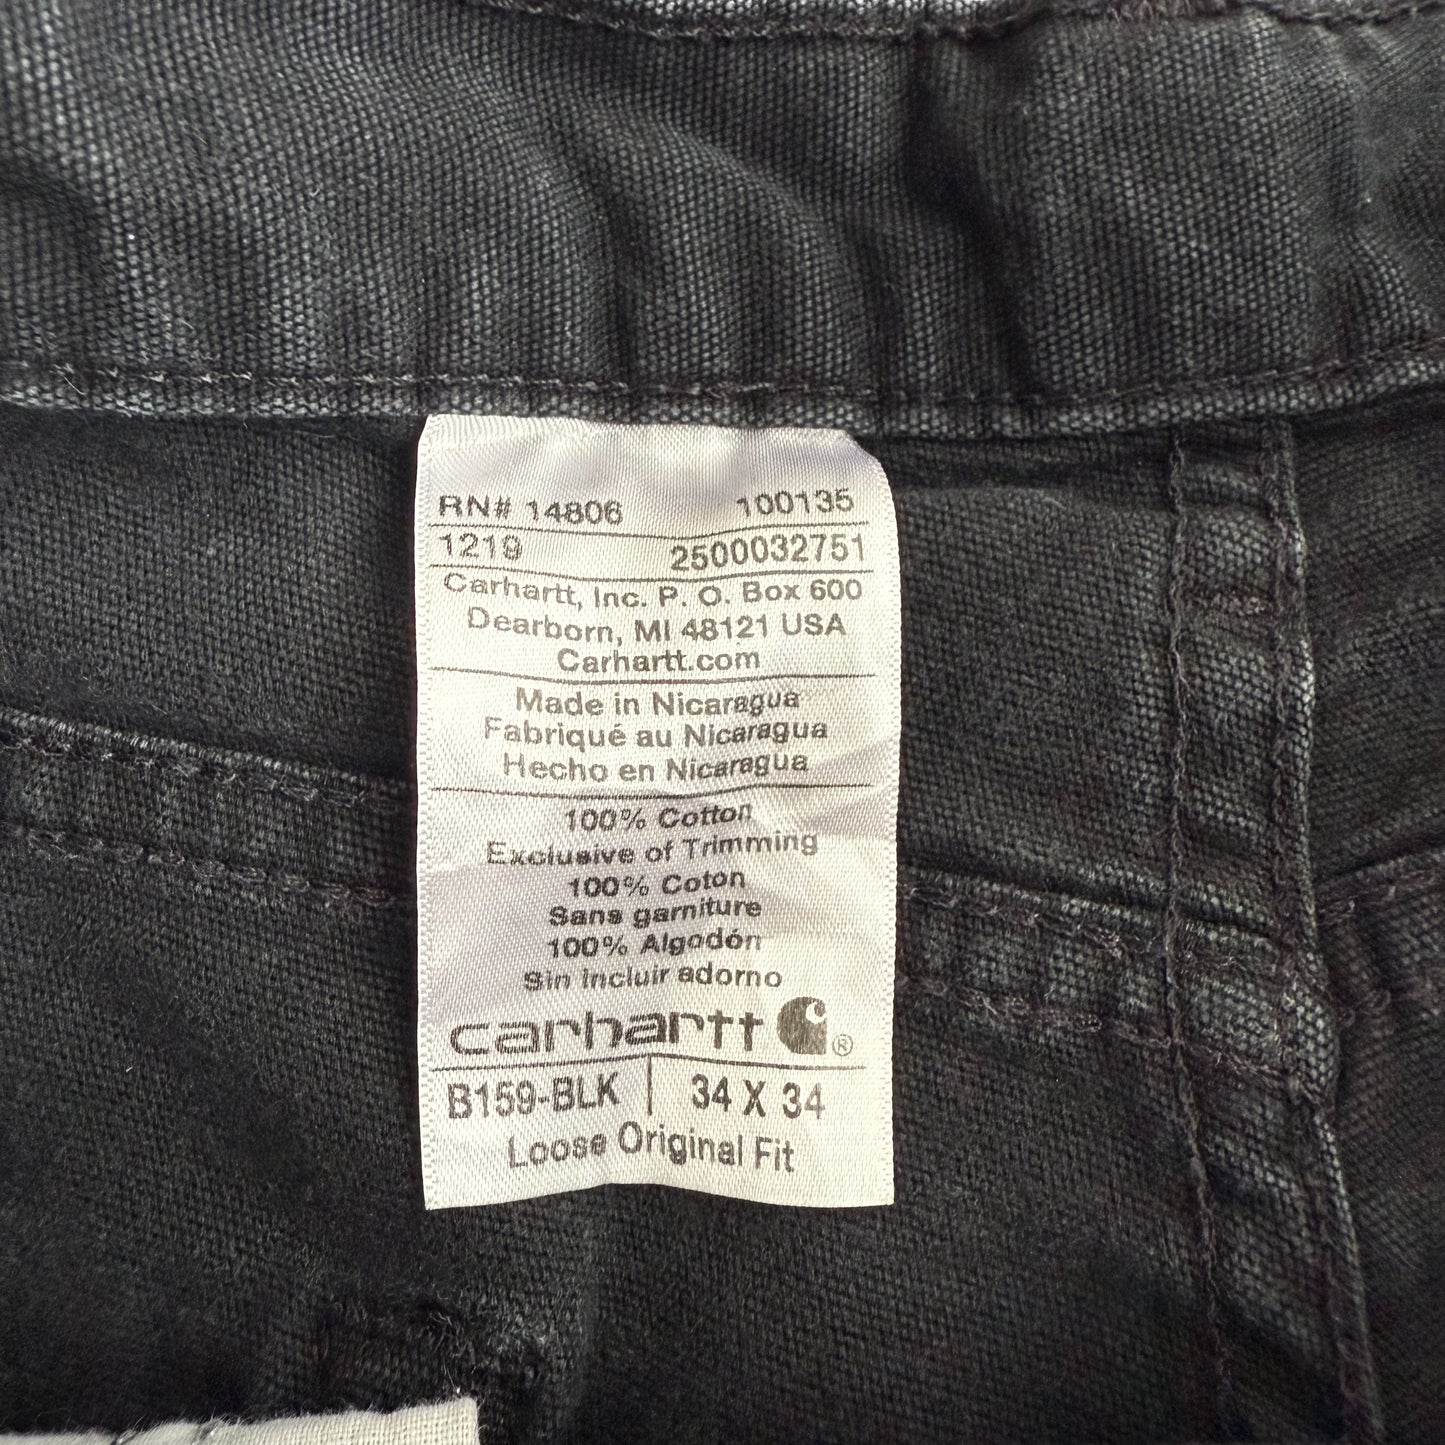 RN# 14806 100135
1219 2500032751
Carhartt, Inc. P. O. Box 600
Dearborn, MI 48121 USA
Carhartt.com
Made in Nicaragua
Fabriqué au Nicaragua
Hecho en Nicaragua
100% Cotton
Exclusive of Trimming
100% Coton
Sans garniture
100% Algodón
Sin incluir adorno
carhartt ®
B159-BLK | 34 X 34
Loose Original Fit